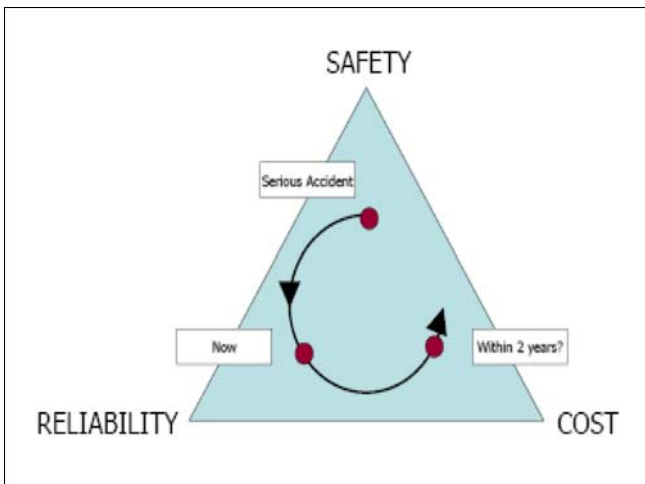 SAFETY
Serious Accident
Now
Within 2 years?
RELIABILITY
COST